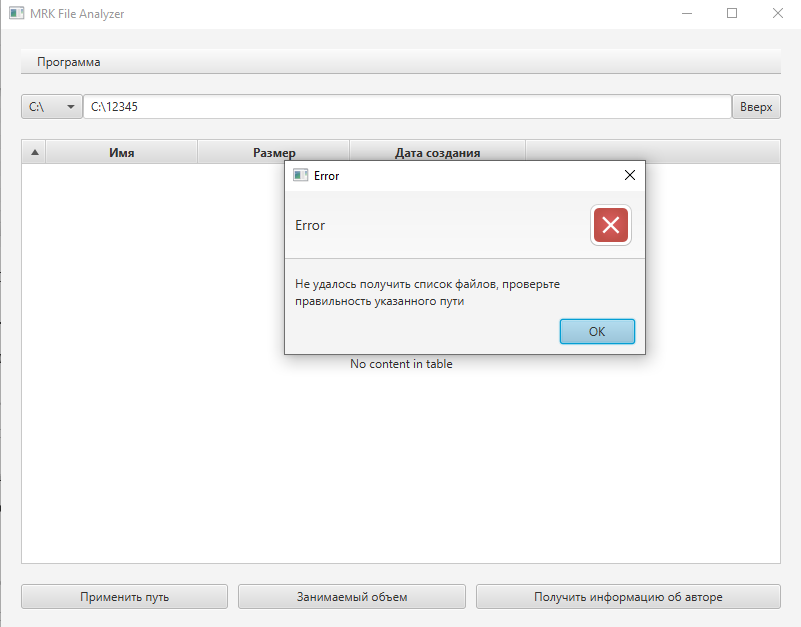 MRK File Analyzer
Программа
C:\ C:\12345 Вверх
Имя Размер Дата создания
Error
Error
Не удалось получить список файлов, проверьте
правильность указанного пути
OK
No content in table
Применить путь Занимаемый объем Получить информацию об авторе